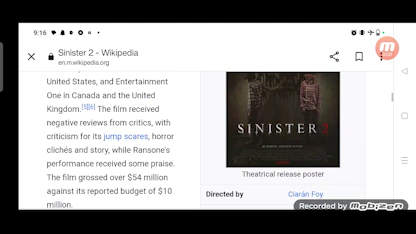 9:16
Sinister 2 - Wikipedia
en.m.wikipedia.org
United States, and Entertainment
One in Canada and the United
Kingdom.[5][6] The film received
negative reviews from critics, with
criticism for its jump scares, horror
clichés and story, while Ransone's
performance received some praise.
The film grossed over $54 million
against its reported budget of $10
million.
SINISTER 2
Theatrical release poster
Directed by Ciarán Foy
Recorded by Mobizen